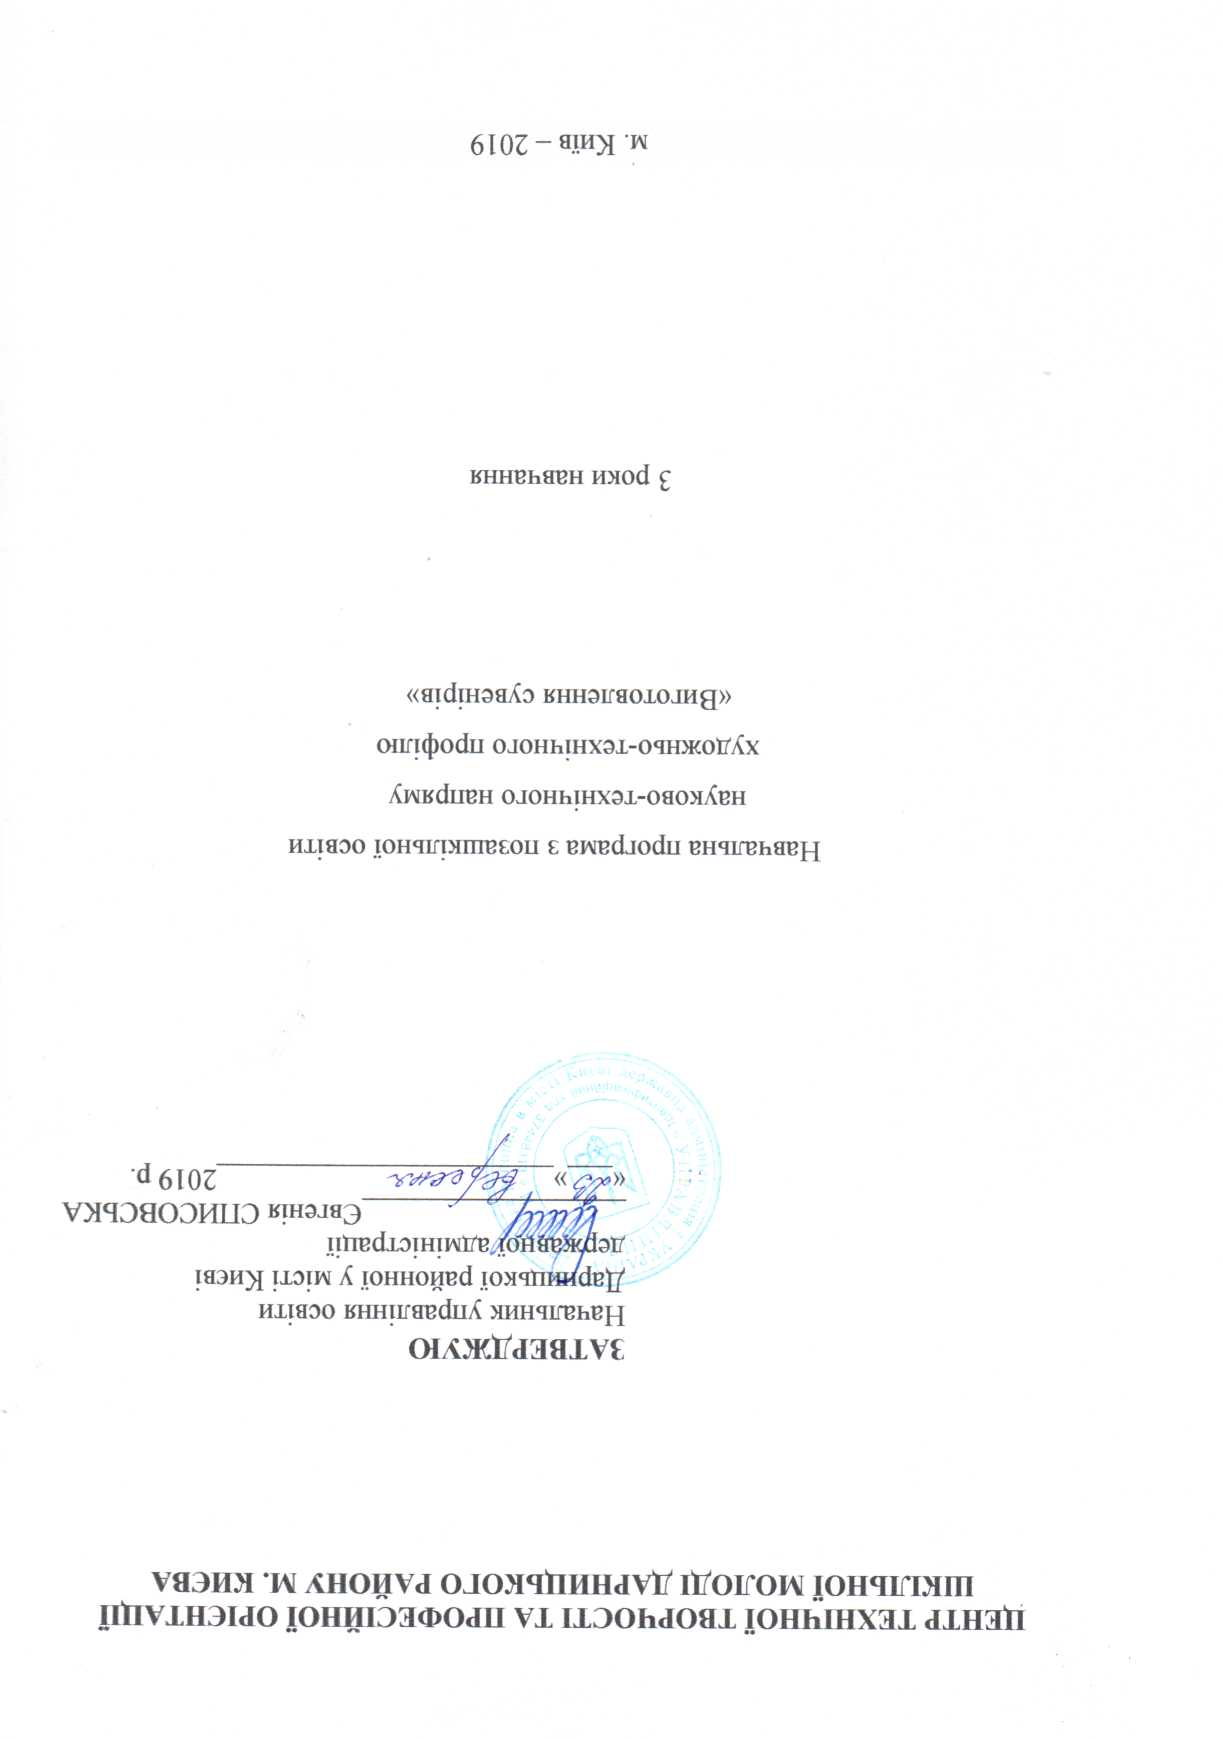 ЦЕНТР ТЕХНІЧНОЇ ТВОРЧОСТІ ТА ПРОФЕСІЙНОЇ ОРІЄНТАЦІЇ
ШКІЛЬНОЇ МОЛОДІ ДАРНИЦЬКОГО РАЙОНУ М. КИЄВА
ЗАТВЕРДЖУЮ
Начальник управління освіти
Дарницької районної у місті Києві
державної адміністрації
Євгенія СПИСОВСЬКА
«23» вересня 2019 р.
Навчальна програма з позашкільної освіти
науково-технічного напряму
художньо-технічного профілю
«Виготовлення сувенірів»
3 роки навчання
м. Київ – 2019